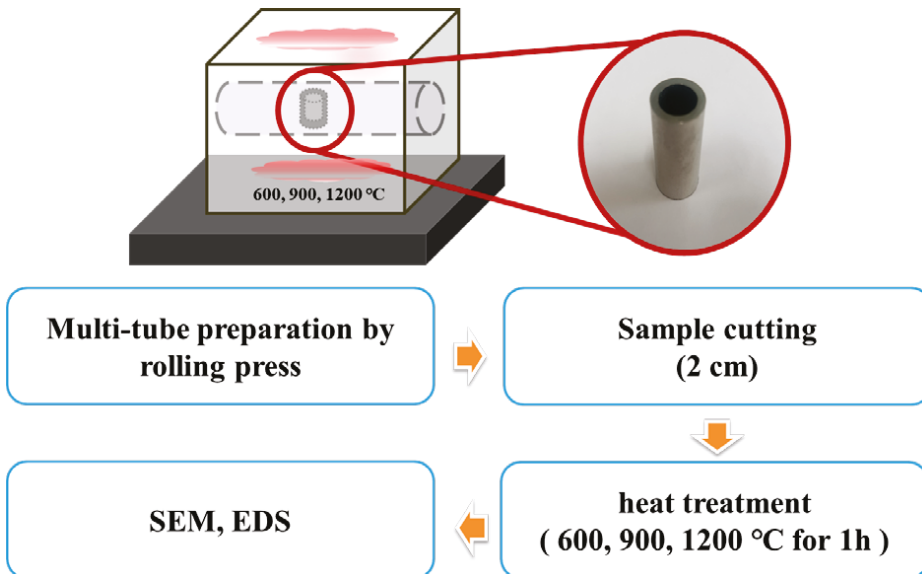 600, 900, 1200 ℃
Multi-tube preparation by
rolling press
Sample cutting
(2 cm)
heat treatment
( 600, 900, 1200 ℃ for 1h )
SEM, EDS